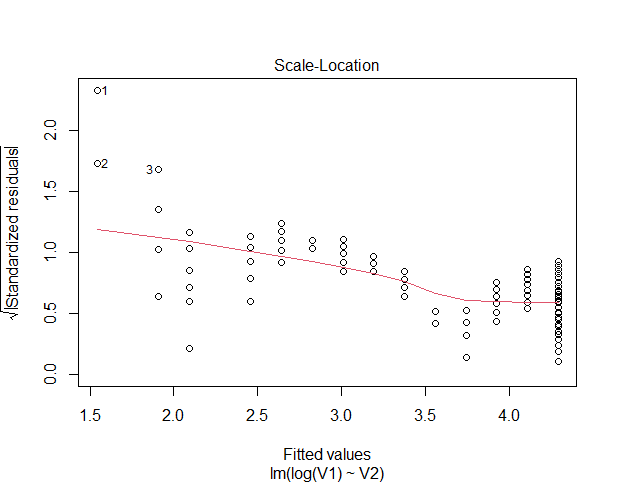 Scale-Location
√|Standardized residuals|
2.0
1.5
1.0
0.5
0.0
1
2
3
1.5 2.0 2.5 3.0 3.5 4.0
Fitted values
lm(log(V1) ~ V2)